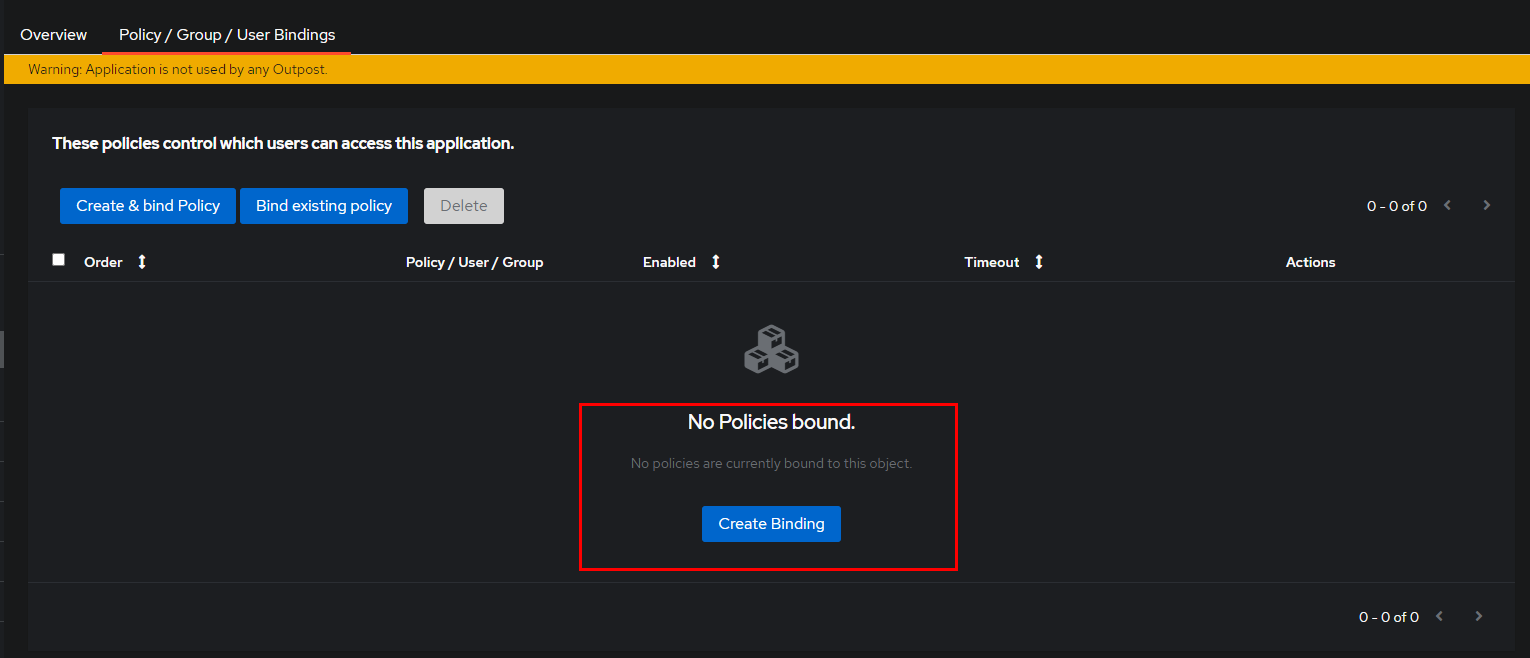 Overview Policy / Group / User Bindings
Warning: Application is not used by any Outpost.
These policies control which users can access this application.
Create & bind Policy Bind existing policy Delete 0 - 0 of 0
Order Policy / User / Group Enabled Timeout Actions
No Policies bound.
No policies are currently bound to this object.
Create Binding
0 - 0 of 0